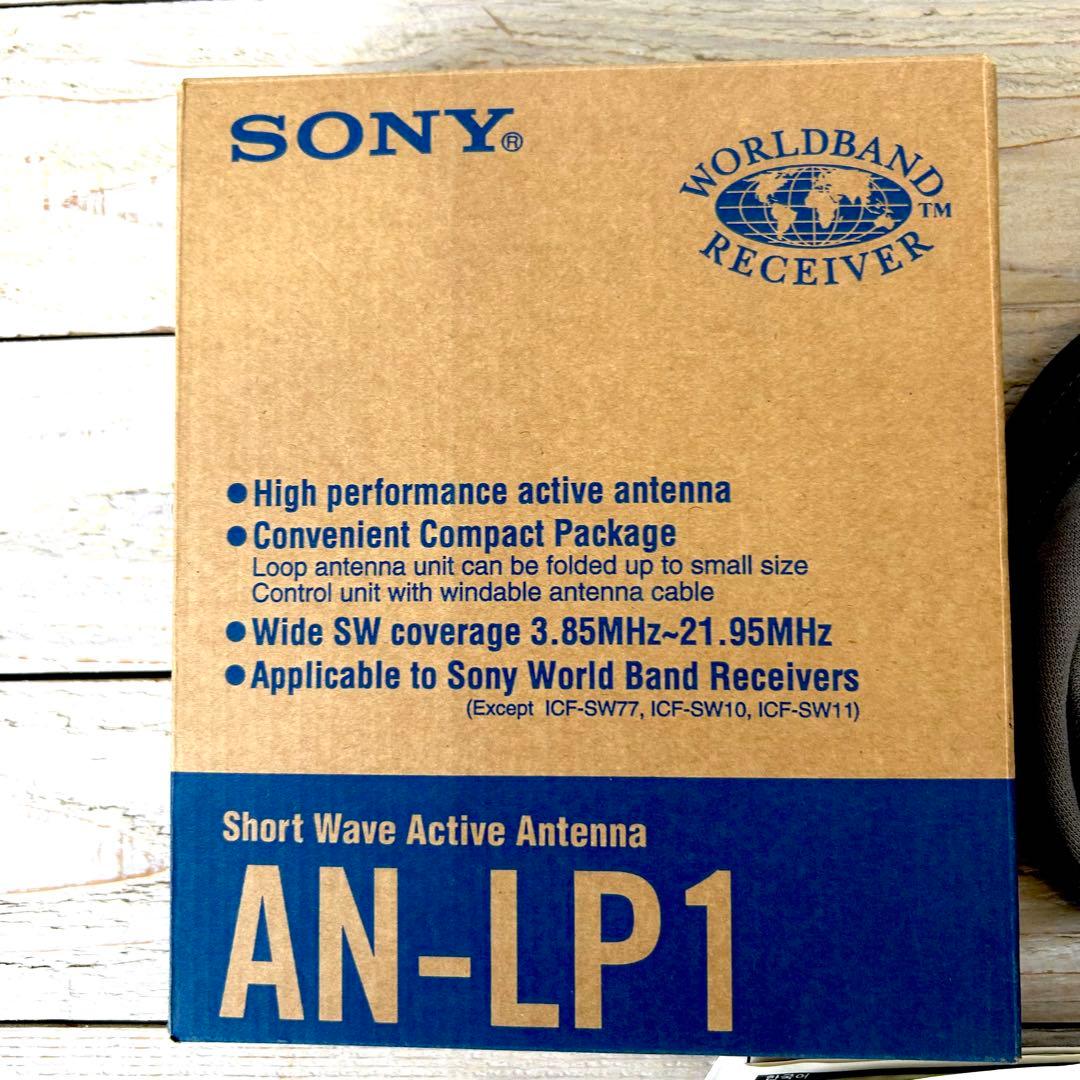 SONY®
WORLDBAND
RECEIVER™
●High performance active antenna
●Convenient Compact Package
Loop antenna unit can be folded up to small size
Control unit with windable antenna cable
●Wide SW coverage 3.85MHz~21.95MHz
●Applicable to Sony World Band Receivers
(Except ICF-SW77, ICF-SW10, ICF-SW11)
Short Wave Active Antenna
AN-LP1